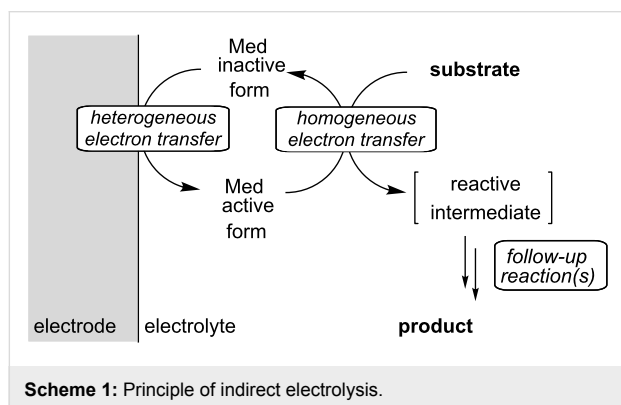 Med
inactive
form
substrate
heterogeneous
electron transfer
homogeneous
electron transfer
Med
active
form
reactive
intermediate
follow-up
reaction(s)
electrode
electrolyte
product
Scheme 1: Principle of indirect electrolysis.